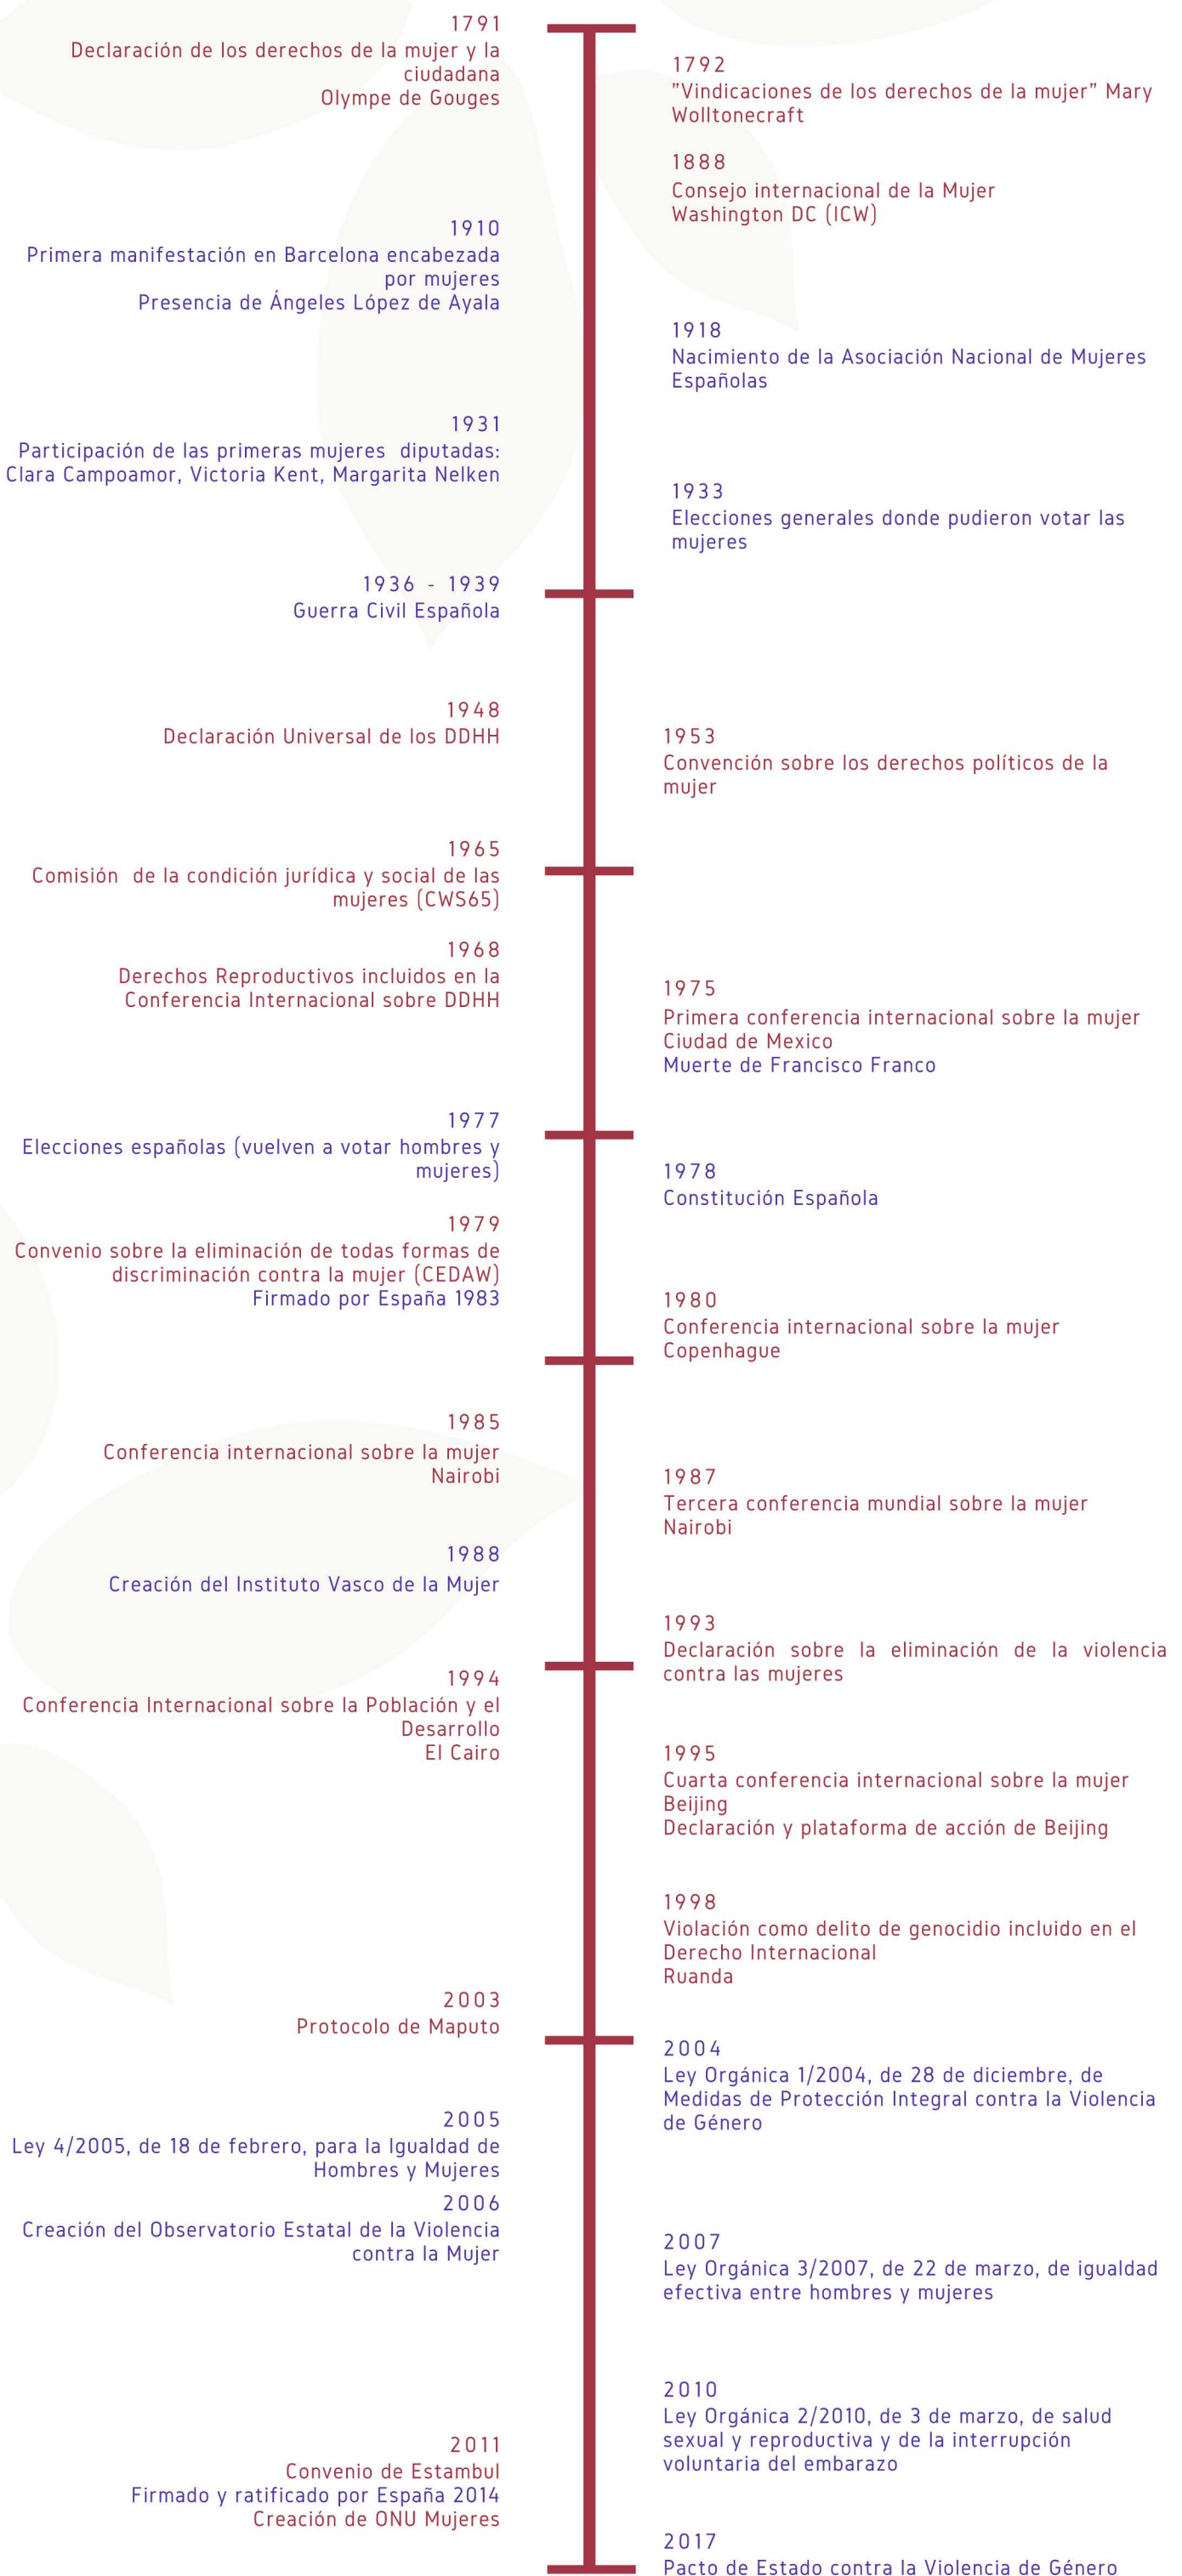 1791
Declaración de los derechos de la mujer y la
ciudadana
Olympe de Gouges
1792
"Vindicaciones de los derechos de la mujer" Mary
Wolltonecraft
1888
Consejo internacional de la Mujer
Washington DC (ICW)
1910
Primera manifestación en Barcelona encabezada
por mujeres
Presencia de Ángeles López de Ayala
1918
Nacimiento de la Asociación Nacional de Mujeres
Españolas
1931
Participación de las primeras mujeres diputadas:
Clara Campoamor, Victoria Kent, Margarita Nelken
1933
Elecciones generales donde pudieron votar las
mujeres
1936 - 1939
Guerra Civil Española
1948
Declaración Universal de los DDHH
1953
Convención sobre los derechos políticos de la
mujer
1965
Comisión de la condición jurídica y social de las
mujeres (CWS65)
1968
Derechos Reproductivos incluidos en la
Conferencia Internacional sobre DDHH
1975
Primera conferencia internacional sobre la mujer
Ciudad de Mexico
Muerte de Francisco Franco
1977
Elecciones españolas (vuelven a votar hombres y
mujeres)
1978
Constitución Española
1979
Convenio sobre la eliminación de todas formas de
discriminación contra la mujer (CEDAW)
Firmado por España 1983
1980
Conferencia internacional sobre la mujer
Copenhague
1985
Conferencia internacional sobre la mujer
Nairobi
1987
Tercera conferencia mundial sobre la mujer
Nairobi
1988
Creación del Instituto Vasco de la Mujer
1993
Declaración sobre la eliminación de la violencia
contra las mujeres
1994
Conferencia Internacional sobre la Población y el
Desarrollo
El Cairo
1995
Cuarta conferencia internacional sobre la mujer
Beijing
Declaración y plataforma de acción de Beijing
1998
Violación como delito de genocidio incluido en el
Derecho Internacional
Ruanda
2003
Protocolo de Maputo
2004
Ley Orgánica 1/2004, de 28 de diciembre, de
Medidas de Protección Integral contra la Violencia
de Género
2005
Ley 4/2005, de 18 de febrero, para la Igualdad de
Hombres y Mujeres
2006
Creación del Observatorio Estatal de la Violencia
contra la Mujer
2007
Ley Orgánica 3/2007, de 22 de marzo, de igualdad
efectiva entre hombres y mujeres
2010
Ley Orgánica 2/2010, de 3 de marzo, de salud
sexual y reproductiva y de la interrupción
voluntaria del embarazo
2011
Convenio de Estambul
Firmado y ratificado por España 2014
Creación de ONU Mujeres
2017
Pacto de Estado contra la Violencia de Género